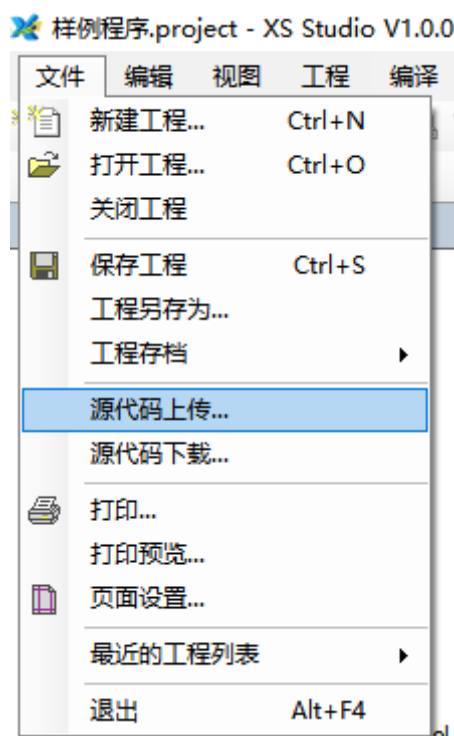 样例程序.project - XS Studio V1.0.0
文件 编辑 视图 工程 编译
新建工程... Ctrl+N
打开工程... Ctrl+O
关闭工程
保存工程 Ctrl+S
工程另存为...
工程存档
源代码上传...
源代码下载...
打印...
打印预览...
页面设置...
最近的工程列表
退出 Alt+F4